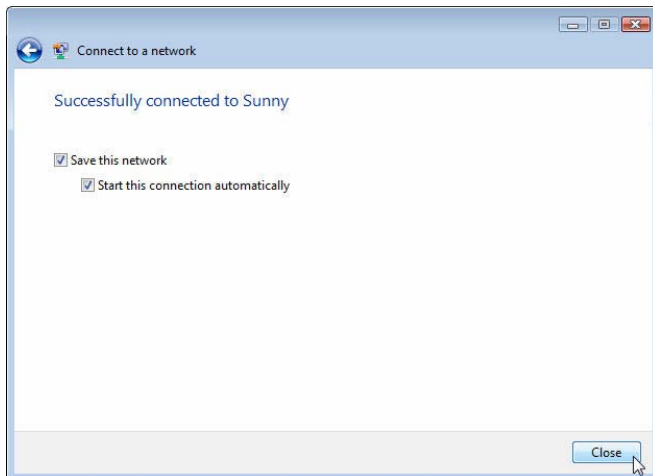 Connect to a network
Successfully connected to Sunny
Save this network
Start this connection automatically
Close